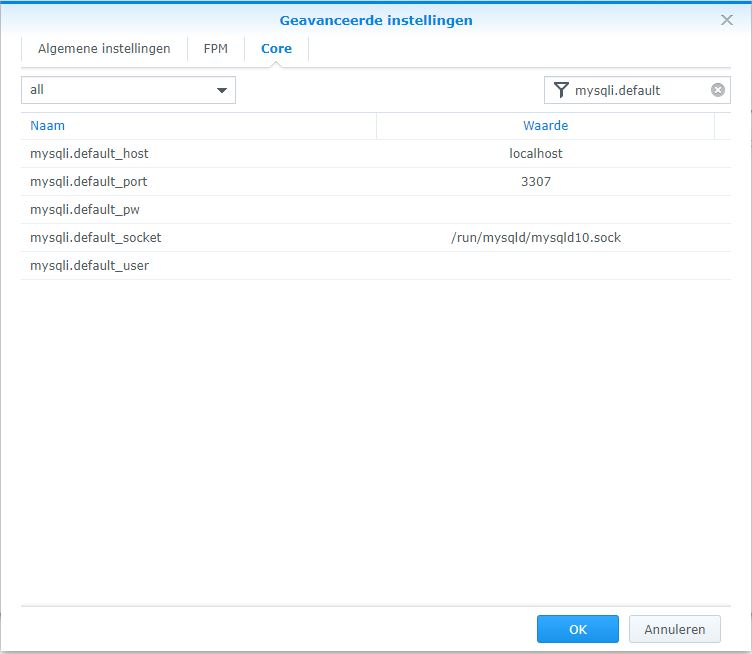 Geavanceerde instellingen
Algemene instellingen FPM Core
all mysqli.default
Naam Waarde
mysqli.default_host localhost
mysqli.default_port 3307
mysqli.default_pw
mysqli.default_socket /run/mysqld/mysqld10.sock
mysqli.default_user
OK Annuleren